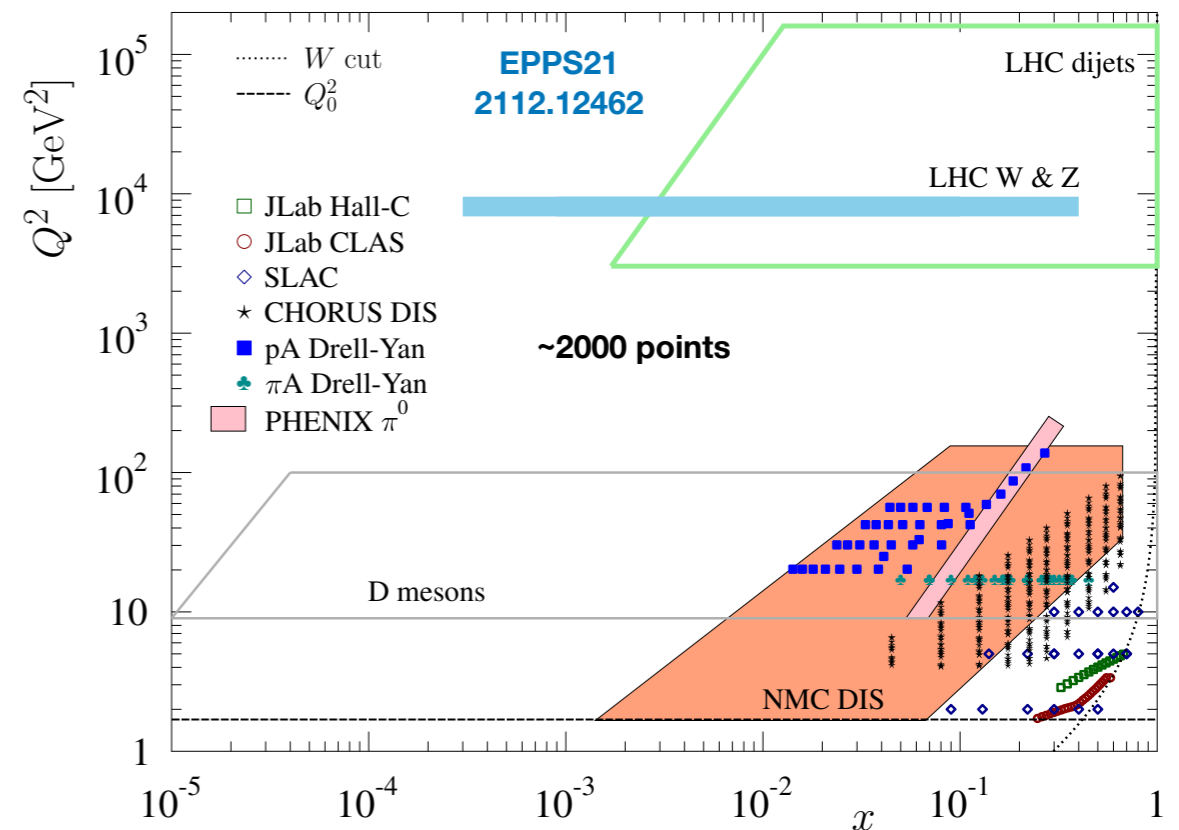 10^5
10^4
10^3
10^2
10
1
Q^2 [GeV^2]
W cut
Q_0^2
EPPS21
2112.12462
LHC dijets
LHC W & Z
JLab Hall-C
JLab CLAS
SLAC
CHORUS DIS
pA Drell-Yan
πA Drell-Yan
PHENIX π^0
~2000 points
D mesons
NMC DIS
10^-5 10^-4 10^-3 10^-2 10^-1 1
x